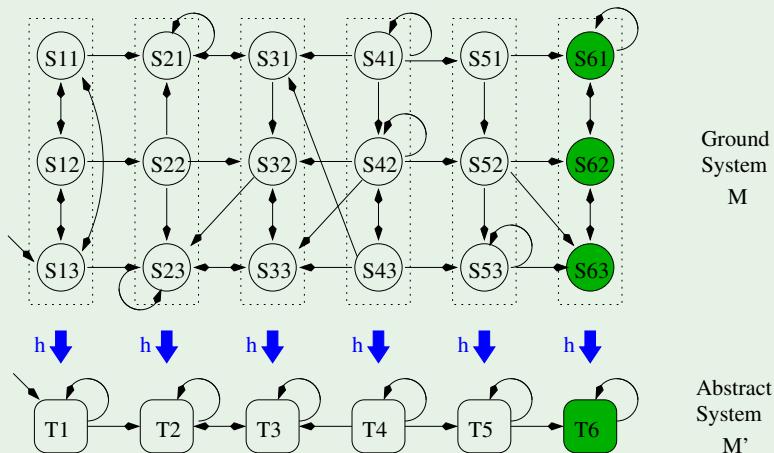 S11 S21 S31 S41 S51 S61
S12 S22 S32 S42 S52 S62
S13 S23 S33 S43 S53 S63
Ground
System
M
h h h h h h
T1 T2 T3 T4 T5 T6
Abstract
System
M'